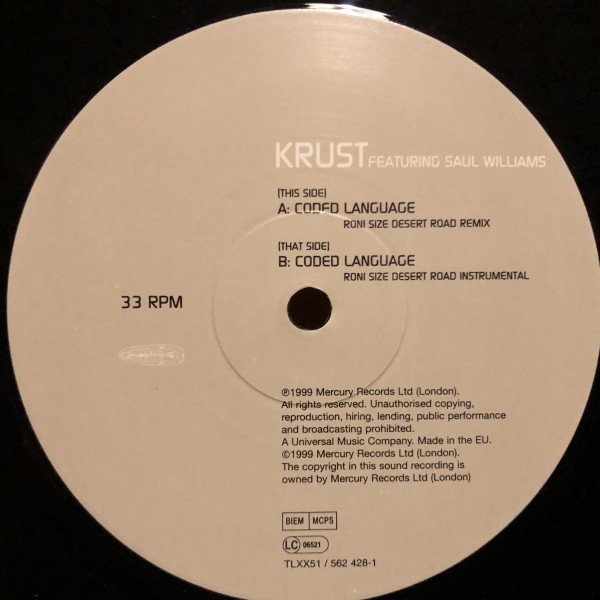 KRUST FEATURING SAUL WILLIAMS
(THIS SIDE)
A: CODED LANGUAGE
RONI SIZE DESERT ROAD REMIX
(THAT SIDE)
B: CODED LANGUAGE
RONI SIZE DESERT ROAD INSTRUMENTAL
33 RPM
℗1999 Mercury Records Ltd (London).
All rights reserved. Unauthorised copying,
reproduction, hiring, lending, public performance
and broadcasting prohibited.
A Universal Music Company. Made in the EU.
©1999 Mercury Records Ltd (London).
The copyright in this sound recording is
owned by Mercury Records Ltd (London)
BIEM MCPS
LC 06521
TLXX51 / 562 428-1